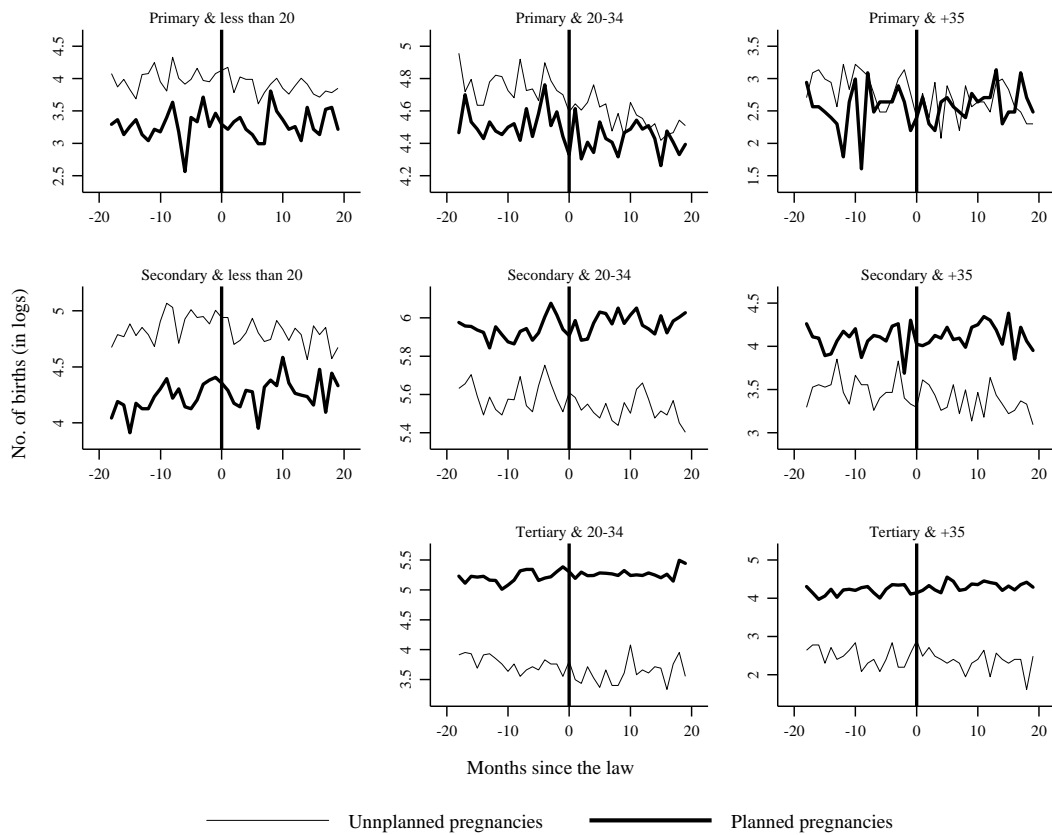 Primary & less than 20
Primary & 20-34
Primary & +35
4.5
4
3.5
3
2.5
-20 -10 0 10 20
5
4.8
4.6
4.4
4.2
-20 -10 0 10 20
3.5
3
2.5
2
1.5
-20 -10 0 10 20
No. of births (in logs)
Secondary & less than 20
Secondary & 20-34
Secondary & +35
5
4.5
4
-20 -10 0 10 20
6
5.8
5.6
5.4
-20 -10 0 10 20
4.5
4
3.5
3
-20 -10 0 10 20
Tertiary & 20-34
Tertiary & +35
5.5
5
4.5
4
3.5
-20 -10 0 10 20
5
4
3
2
-20 -10 0 10 20
Months since the law
Unnplanned pregnancies
Planned pregnancies